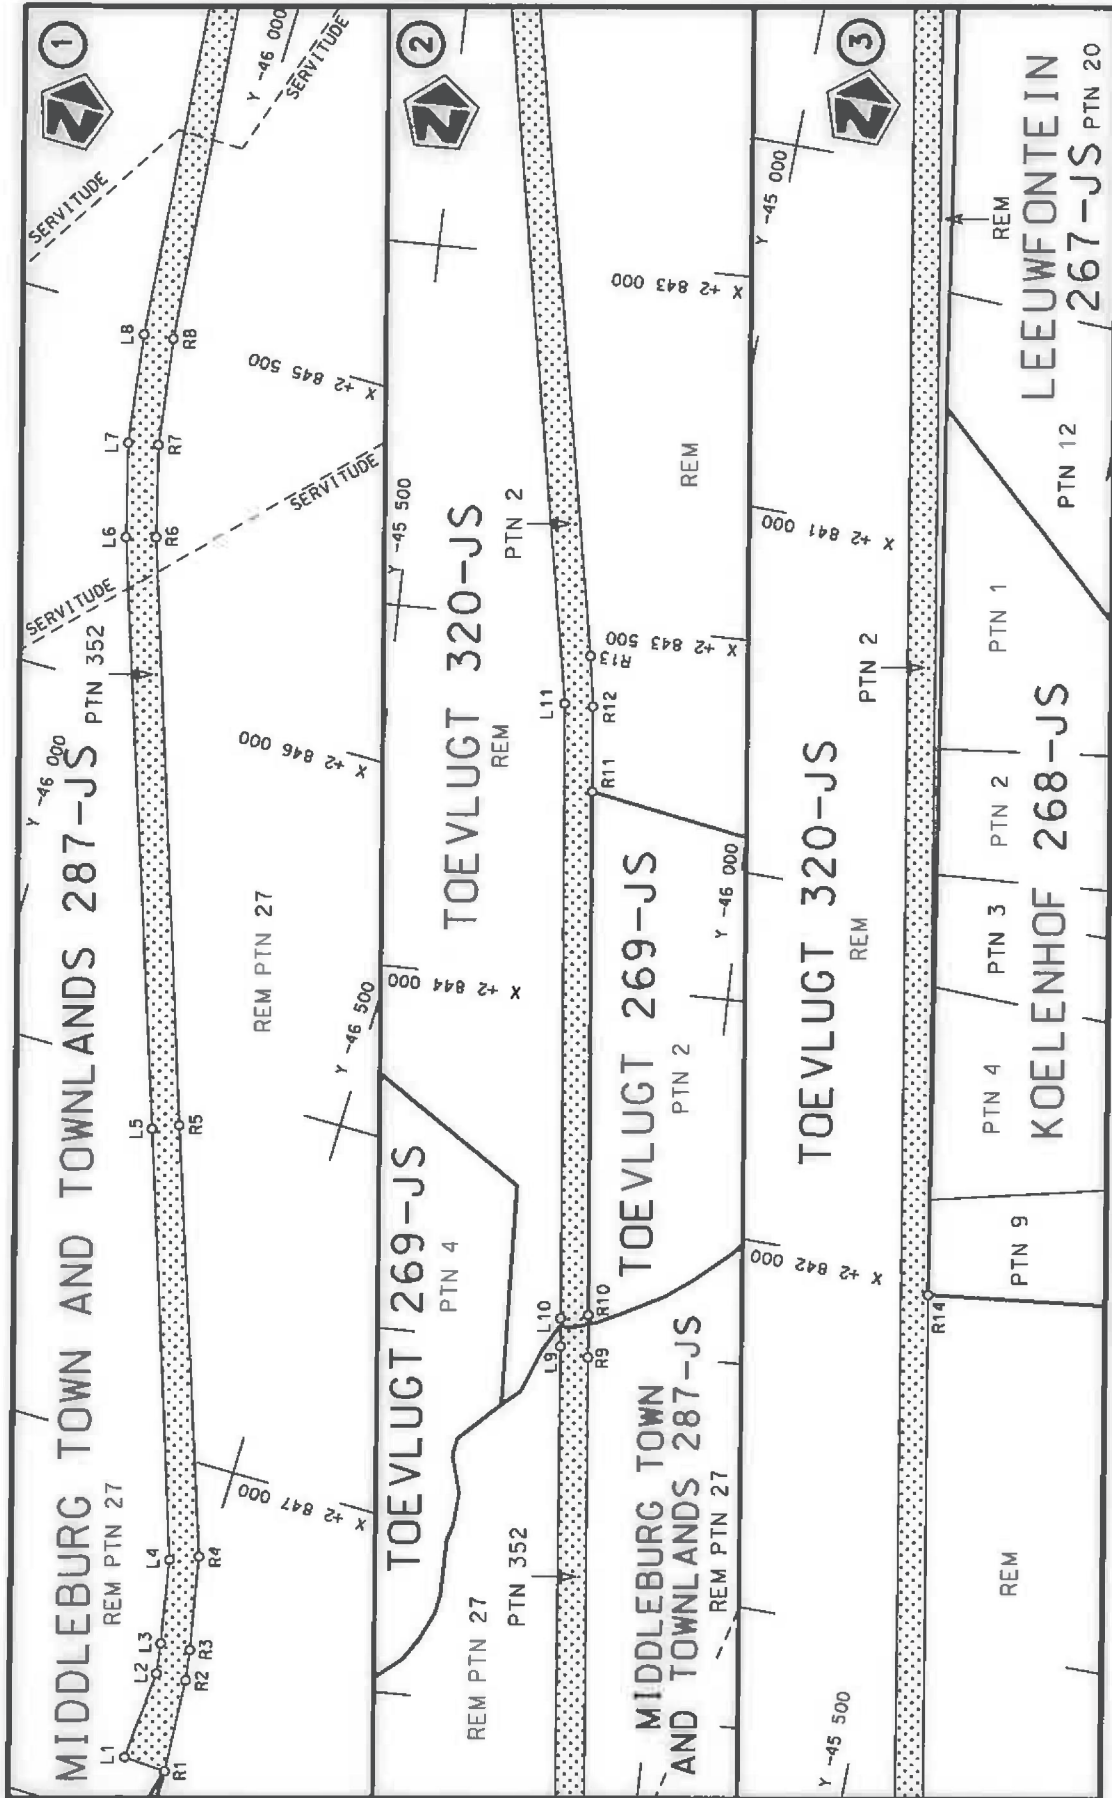 1
N
MIDDLEBURG TOWN AND TOWNLANDS 287-JS
REM PTN 27
PTN 352
Y -46 000
Y -46 000
SERVITUDE
SERVITUDE
SERVITUDE
SERVITUDE
L1
L2
L3
L4
L5
L6
L7
L8
R1
R2
R3
R4
R5
R6
R7
R8
REM PTN 27
X +2 847 000
Y -46 500
X +2 846 000
X +2 845 500
2
N
TOEVLUGT 269-JS
PTN 4
REM PTN 27
PTN 352
X +2 844 000
TOEVLUGT 320-JS
REM
Y -45 500
PTN 2
L9
L10
L11
R9
R10
R11
R12
R13
MIDDLEBURG TOWN
AND TOWNLANDS 287-JS
REM PTN 27
TOEVLUGT 269-JS
PTN 2
Y -46 000
X +2 843 500
REM
X +2 843 000
3
N
Y -45 500
X +2 842 000
TOEVLUGT 320-JS
REM
PTN 2
X +2 841 000
Y -45 000
R14
REM
PTN 9
PTN 4
PTN 3
PTN 2
PTN 1
KOELENHOF 268-JS
PTN 12
REM
LEEUWFONTEIN
267-JS PTN 20